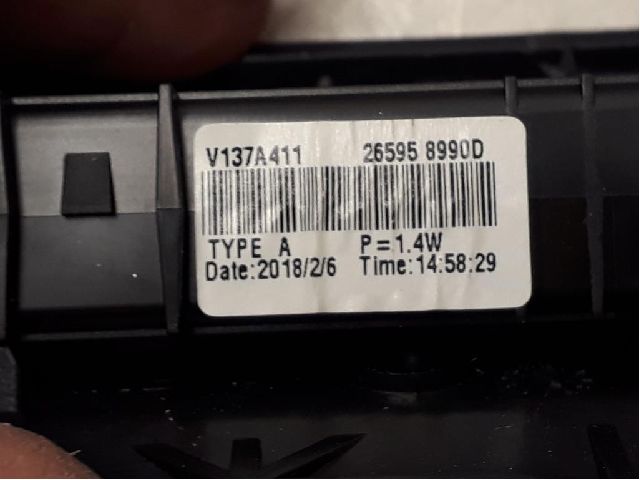 V137A411 26595 8990D
TYPE A P=1.4W
Date:2018/2/6 Time:14:58:29